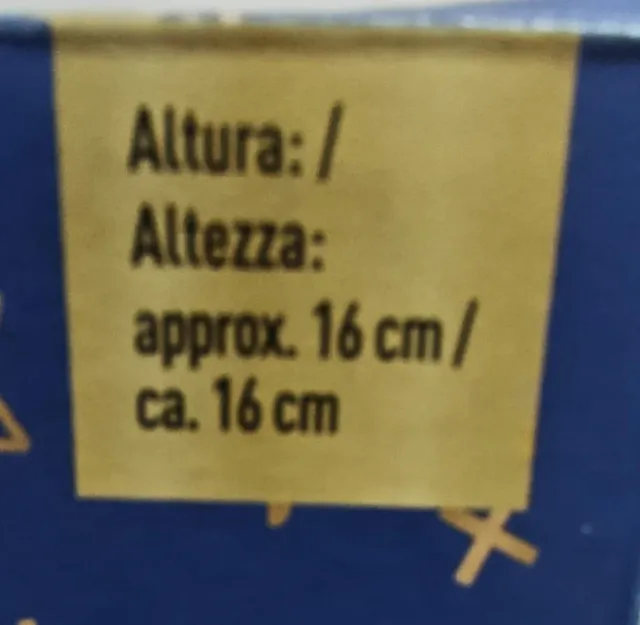 Altura: /
Altezza:
approx. 16 cm /
ca. 16 cm